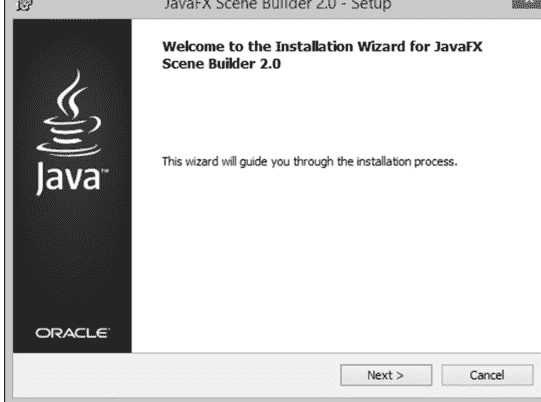 JavaFX Scene Builder 2.0 - Setup
Welcome to the Installation Wizard for JavaFX
Scene Builder 2.0
This wizard will guide you through the installation process.
Java™
ORACLE
Next >
Cancel